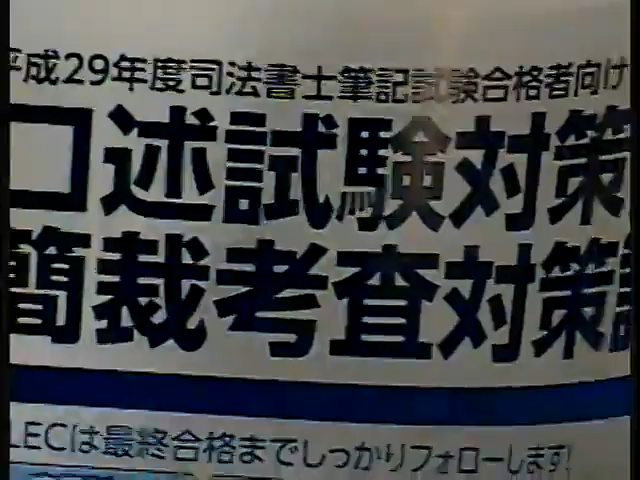 平成29年度司法書士筆記試験合格者向け
口述試験対策
簡裁考査対策
LECは最終合格までしっかりフォローします!